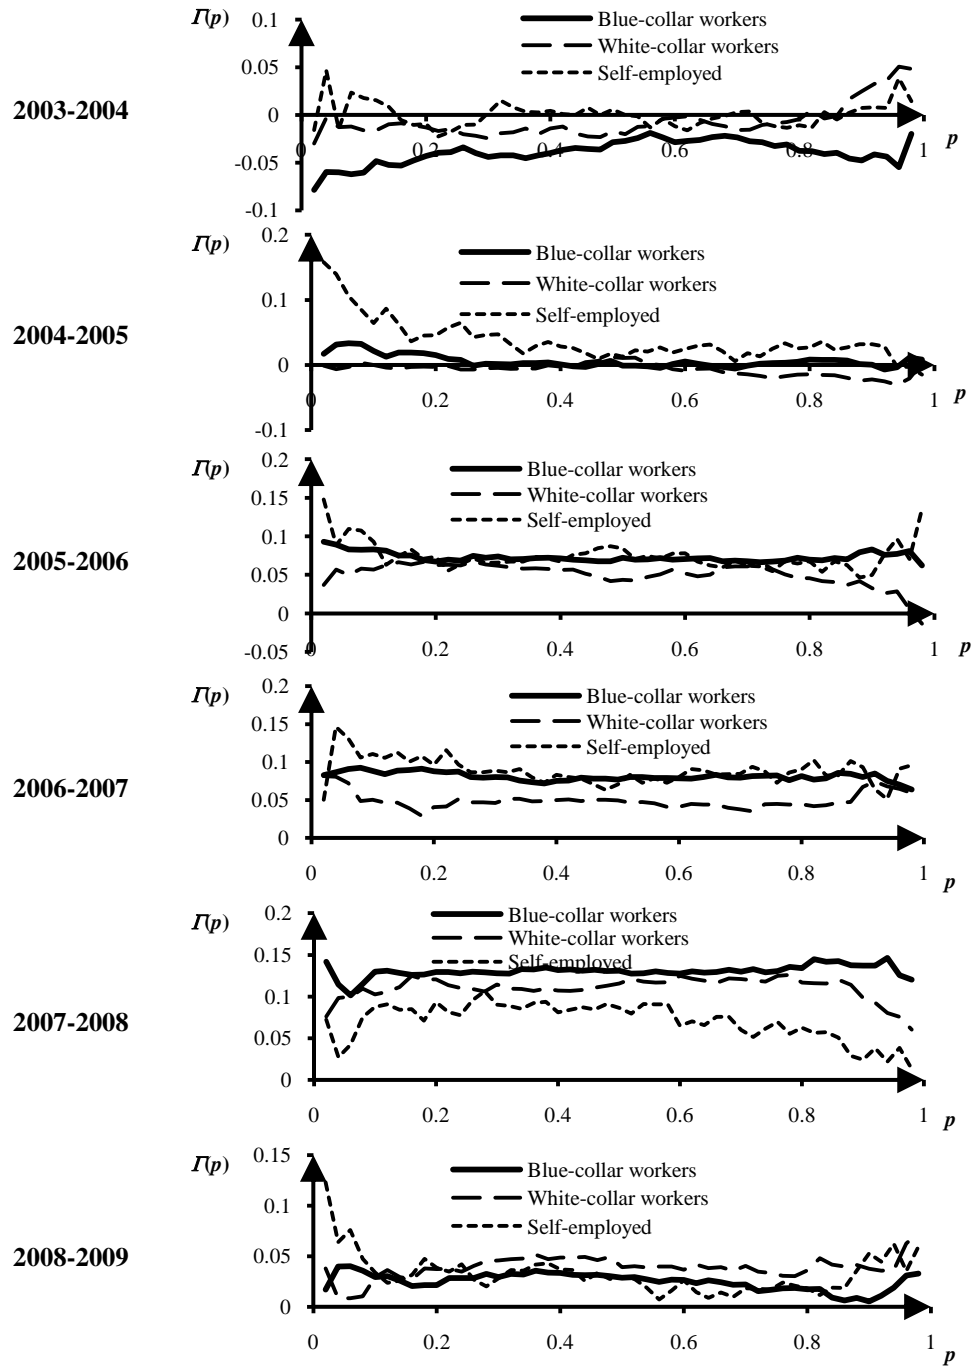 Γ(p)
0.1
Blue-collar workers
White-collar workers
Self-employed
0.05
2003-2004
0
0 0.2 0.4 0.6 0.8 1 p
-0.05
-0.1
Γ(p)
0.2
Blue-collar workers
White-collar workers
Self-employed
0.1
2004-2005
0
0 0.2 0.4 0.6 0.8 1 p
-0.1
Γ(p)
0.2
Blue-collar workers
White-collar workers
Self-employed
0.15
0.1
2005-2006
0.05
0
-0.05
0 0.2 0.4 0.6 0.8 1 p
Γ(p)
0.2
Blue-collar workers
White-collar workers
Self-employed
0.15
0.1
2006-2007
0.05
0
0 0.2 0.4 0.6 0.8 1 p
Γ(p)
0.2
Blue-collar workers
White-collar workers
Self-employed
0.15
0.1
2007-2008
0.05
0
0 0.2 0.4 0.6 0.8 1 p
Γ(p)
0.15
Blue-collar workers
White-collar workers
Self-employed
0.1
2008-2009
0.05
0
0 0.2 0.4 0.6 0.8 1 p